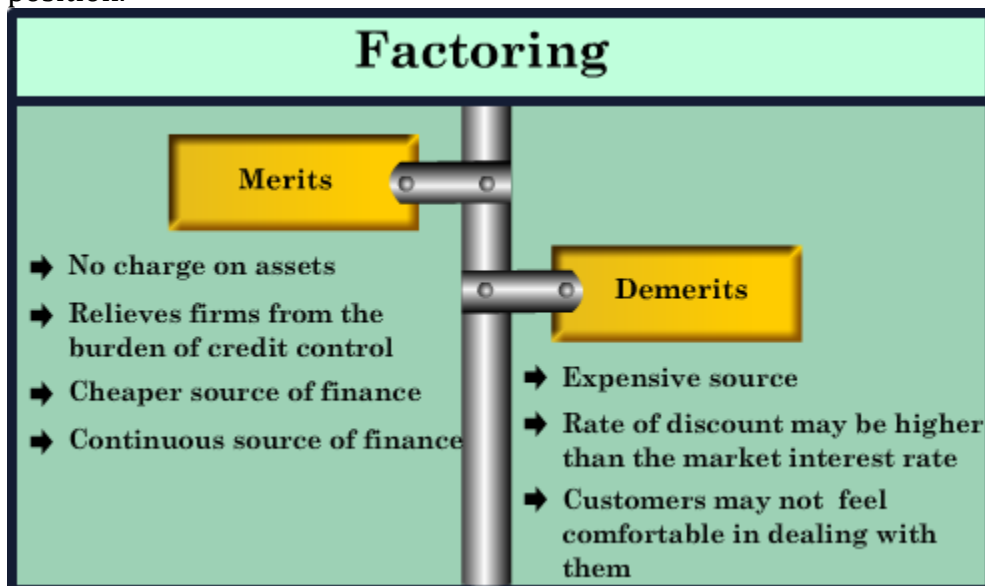 position.
Factoring
Merits
No charge on assets
Relieves firms from the
burden of credit control
Cheaper source of finance
Continuous source of finance
Demerits
Expensive source
Rate of discount may be higher
than the market interest rate
Customers may not feel
comfortable in dealing with
them